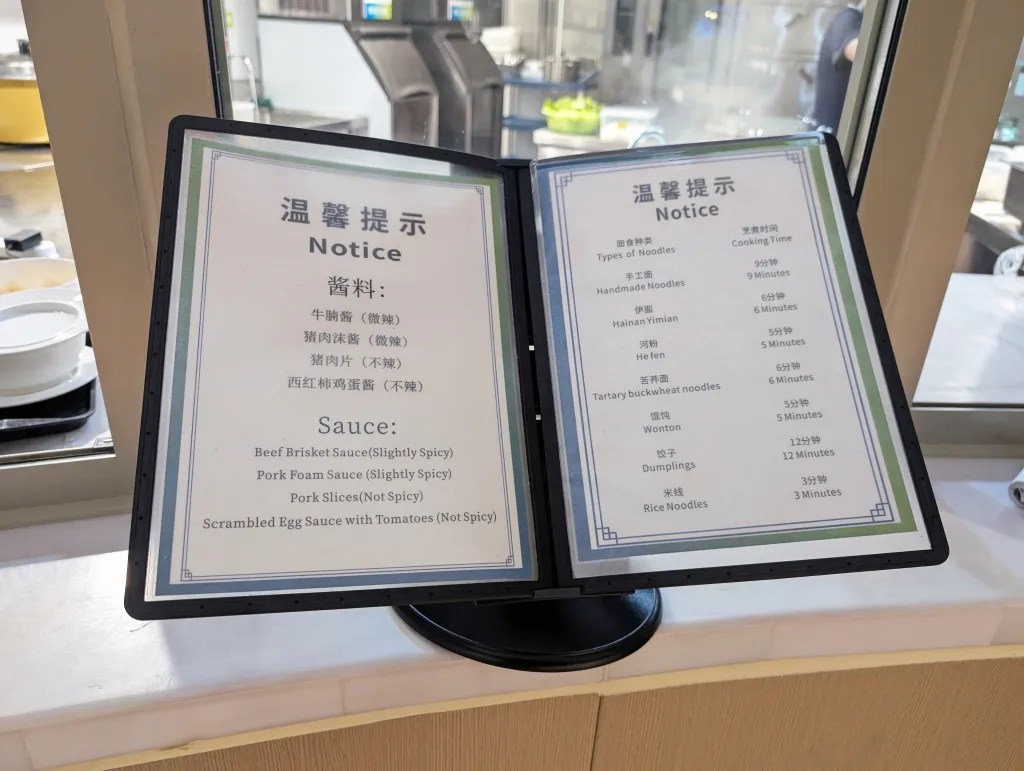 温馨提示
Notice
酱料:
牛腩酱（微辣）
猪肉沫酱（微辣）
猪肉片（不辣）
西红柿鸡蛋酱（不辣）
Sauce:
Beef Brisket Sauce(Slightly Spicy)
Pork Foam Sauce (Slightly Spicy)
Pork Slices(Not Spicy)
Scrambled Egg Sauce with Tomatoes (Not Spicy)
温馨提示
Notice
面食种类 烹煮时间
Types of Noodles Cooking Time
手工面 9分钟
Handmade Noodles 9 Minutes
伊面 6分钟
Hainan Yimian 6 Minutes
河粉 5分钟
He fen 5 Minutes
苦荞面 6分钟
Tartary buckwheat noodles 6 Minutes
馄饨 5分钟
Wonton 5 Minutes
饺子 12分钟
Dumplings 12 Minutes
米线 3分钟
Rice Noodles 3 Minutes